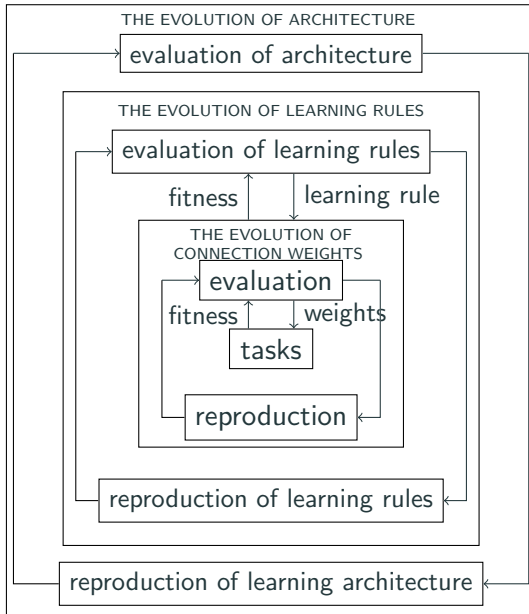 THE EVOLUTION OF ARCHITECTURE
evaluation of architecture
THE EVOLUTION OF LEARNING RULES
evaluation of learning rules
fitness
learning rule
THE EVOLUTION OF
CONNECTION WEIGHTS
evaluation
fitness
weights
tasks
reproduction
reproduction of learning rules
reproduction of learning architecture